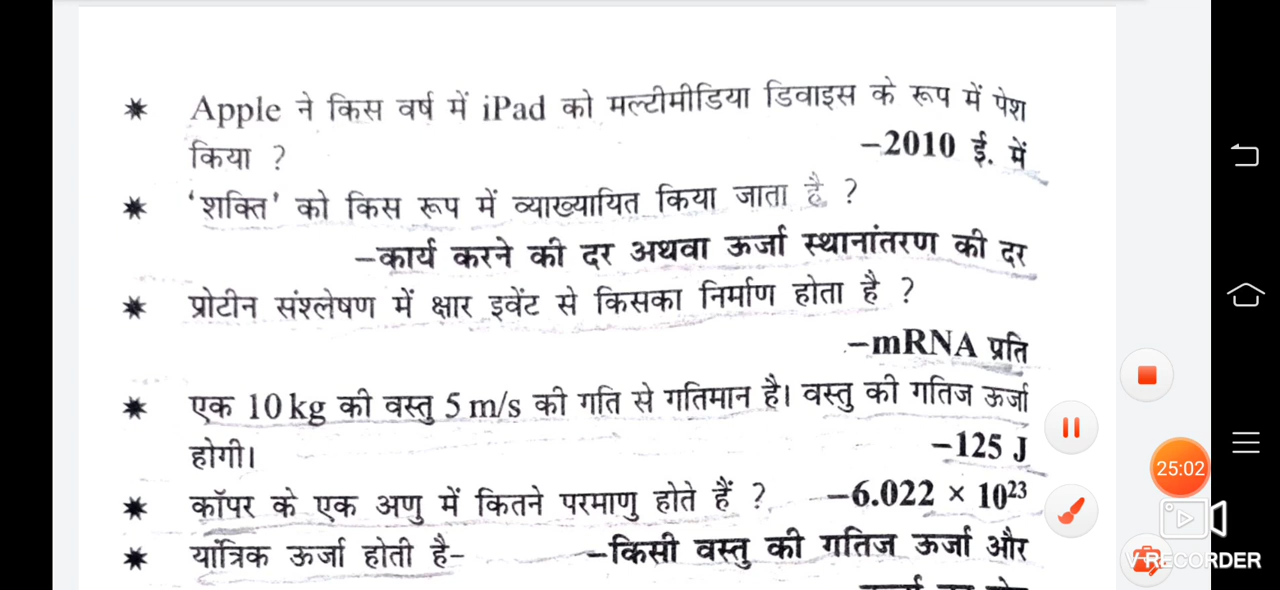 * Apple ने किस वर्ष में iPad को मल्टीमीडिया डिवाइस के रूप में पेश
किया ? –2010 ई. में
* ‘शक्ति’ को किस रूप में व्याख्यायित किया जाता है ?
–कार्य करने की दर अथवा ऊर्जा स्थानांतरण की दर
* प्रोटीन संश्लेषण में क्षार इवेंट से किसका निर्माण होता है ?
–mRNA प्रति
* एक 10 kg की वस्तु 5 m/s की गति से गतिमान है। वस्तु की गतिज ऊर्जा
होगी। –125 J
* कॉपर के एक अणु में कितने परमाणु होते हैं ? –6.022 × 10²³
* यांत्रिक ऊर्जा होती है– –किसी वस्तु की गतिज ऊर्जा और
25:02
V RECORDER